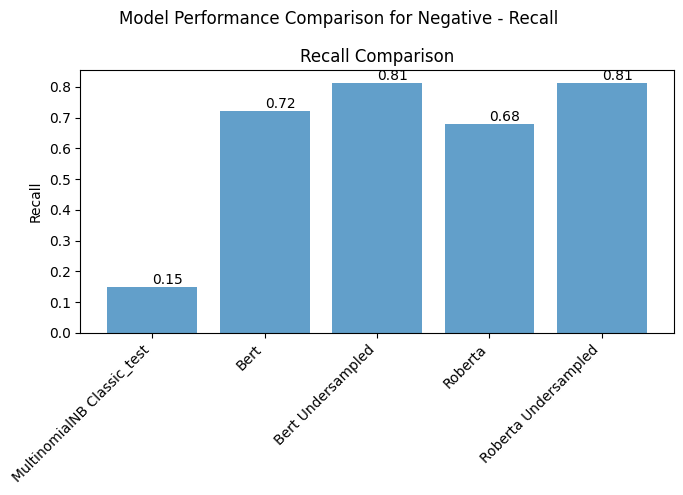 Model Performance Comparison for Negative - Recall
Recall Comparison
Recall
0.8
0.7
0.6
0.5
0.4
0.3
0.2
0.1
0.0
0.15
0.72
0.81
0.68
0.81
MultinomialNB Classic_test
Bert
Bert Undersampled
Roberta
Roberta Undersampled